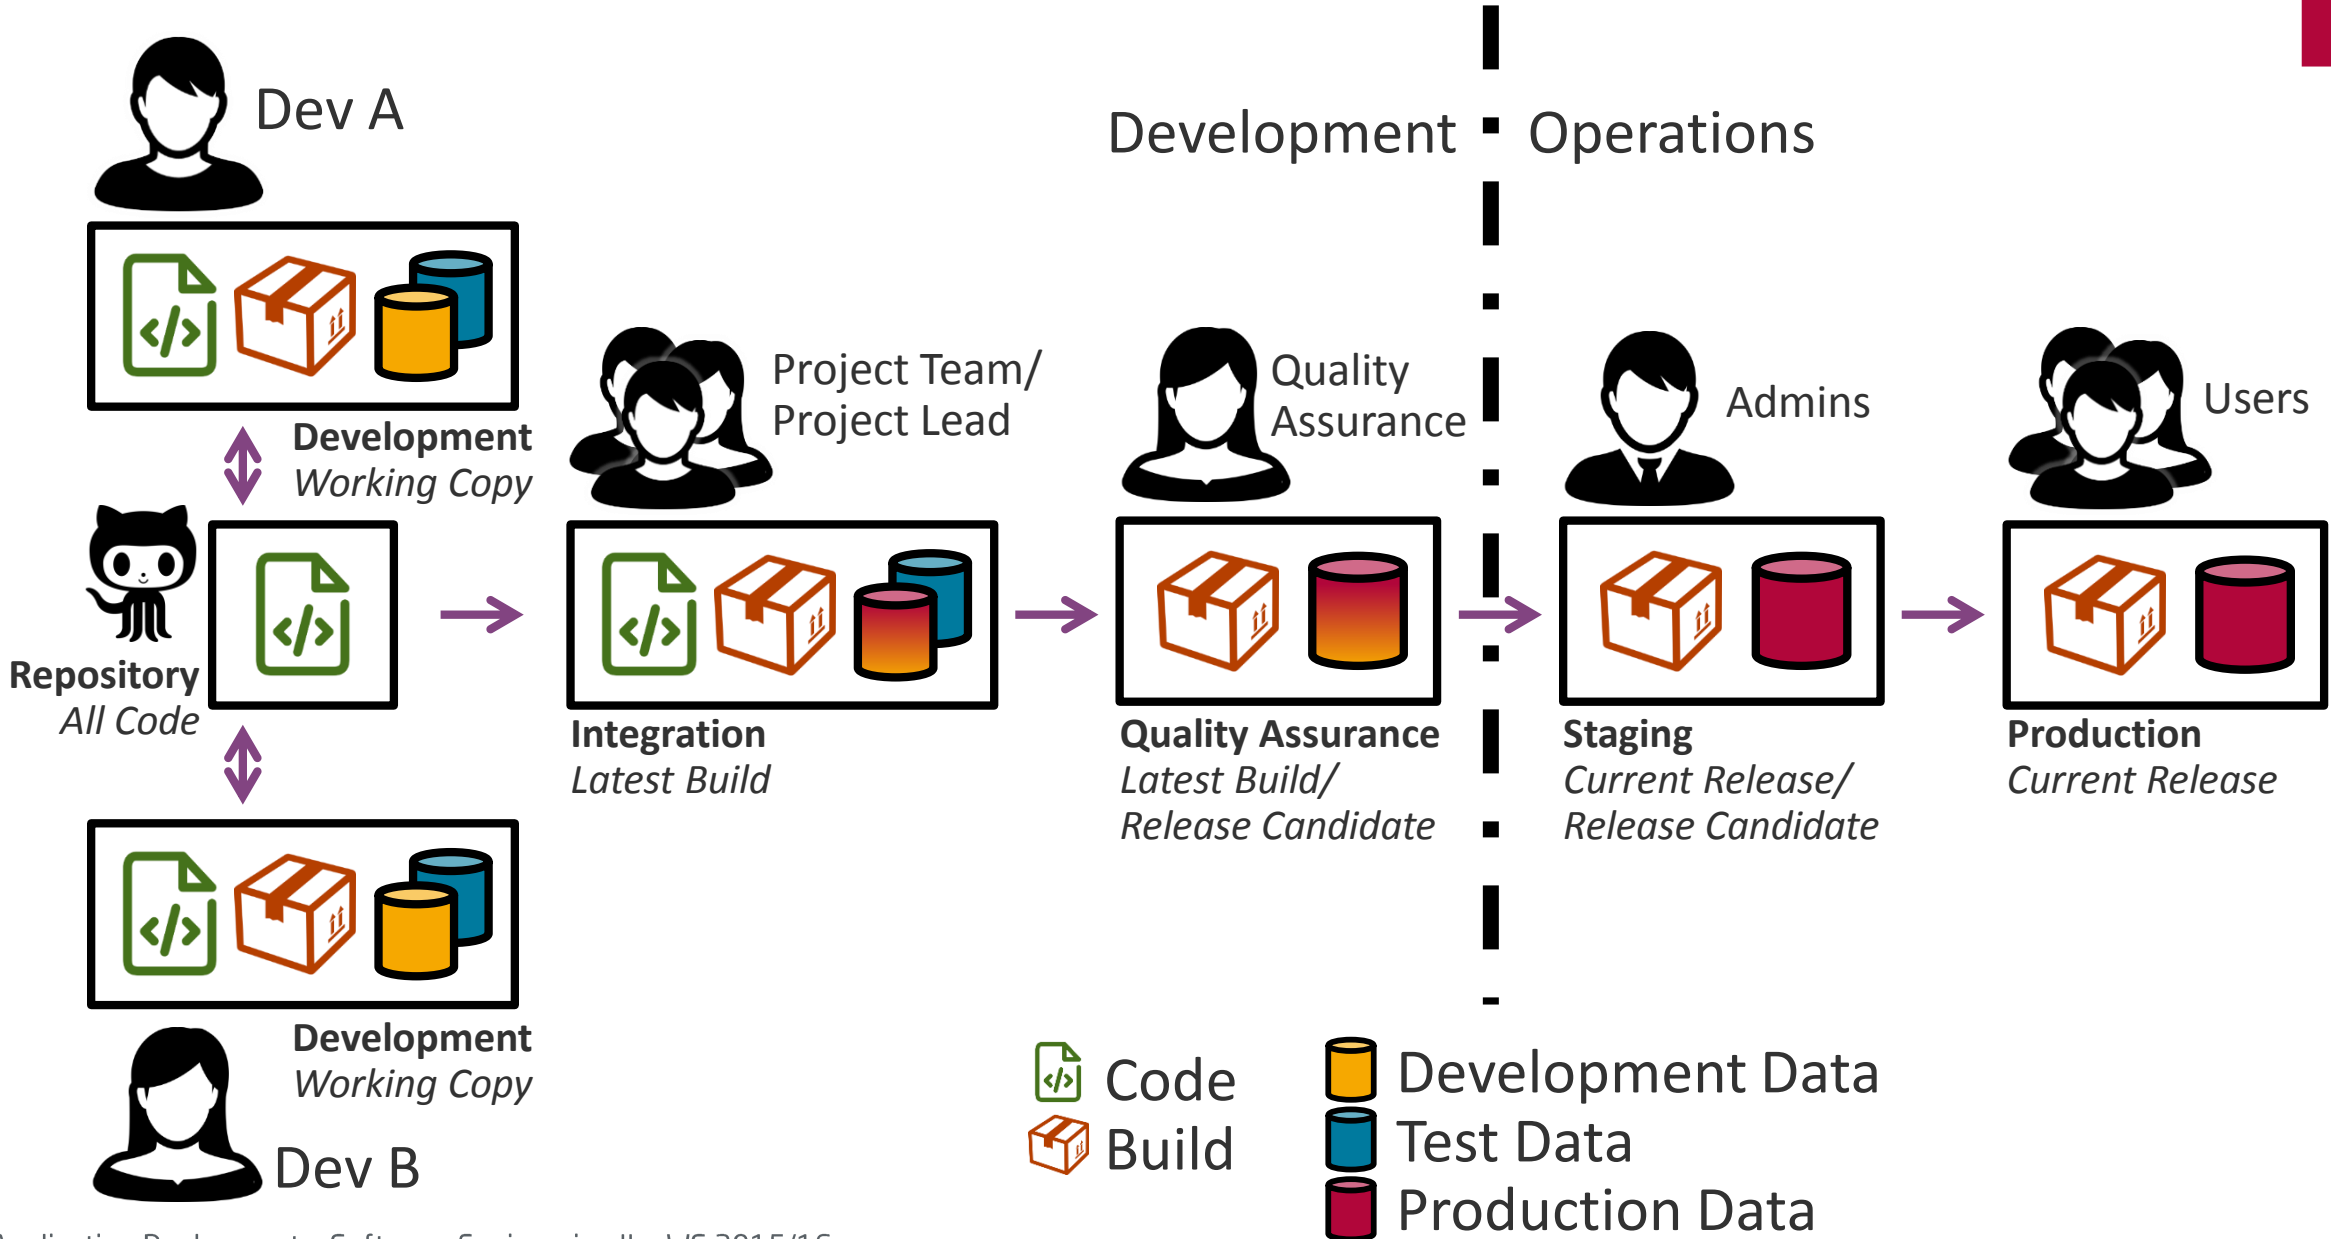 Dev A
Development
Operations
Project Team/
Project Lead
Quality
Assurance
Admins
Users
Development
Working Copy
Repository
All Code
Integration
Latest Build
Quality Assurance
Latest Build/
Release Candidate
Staging
Current Release/
Release Candidate
Production
Current Release
Development
Working Copy
Dev B
Code
Build
Development Data
Test Data
Production Data